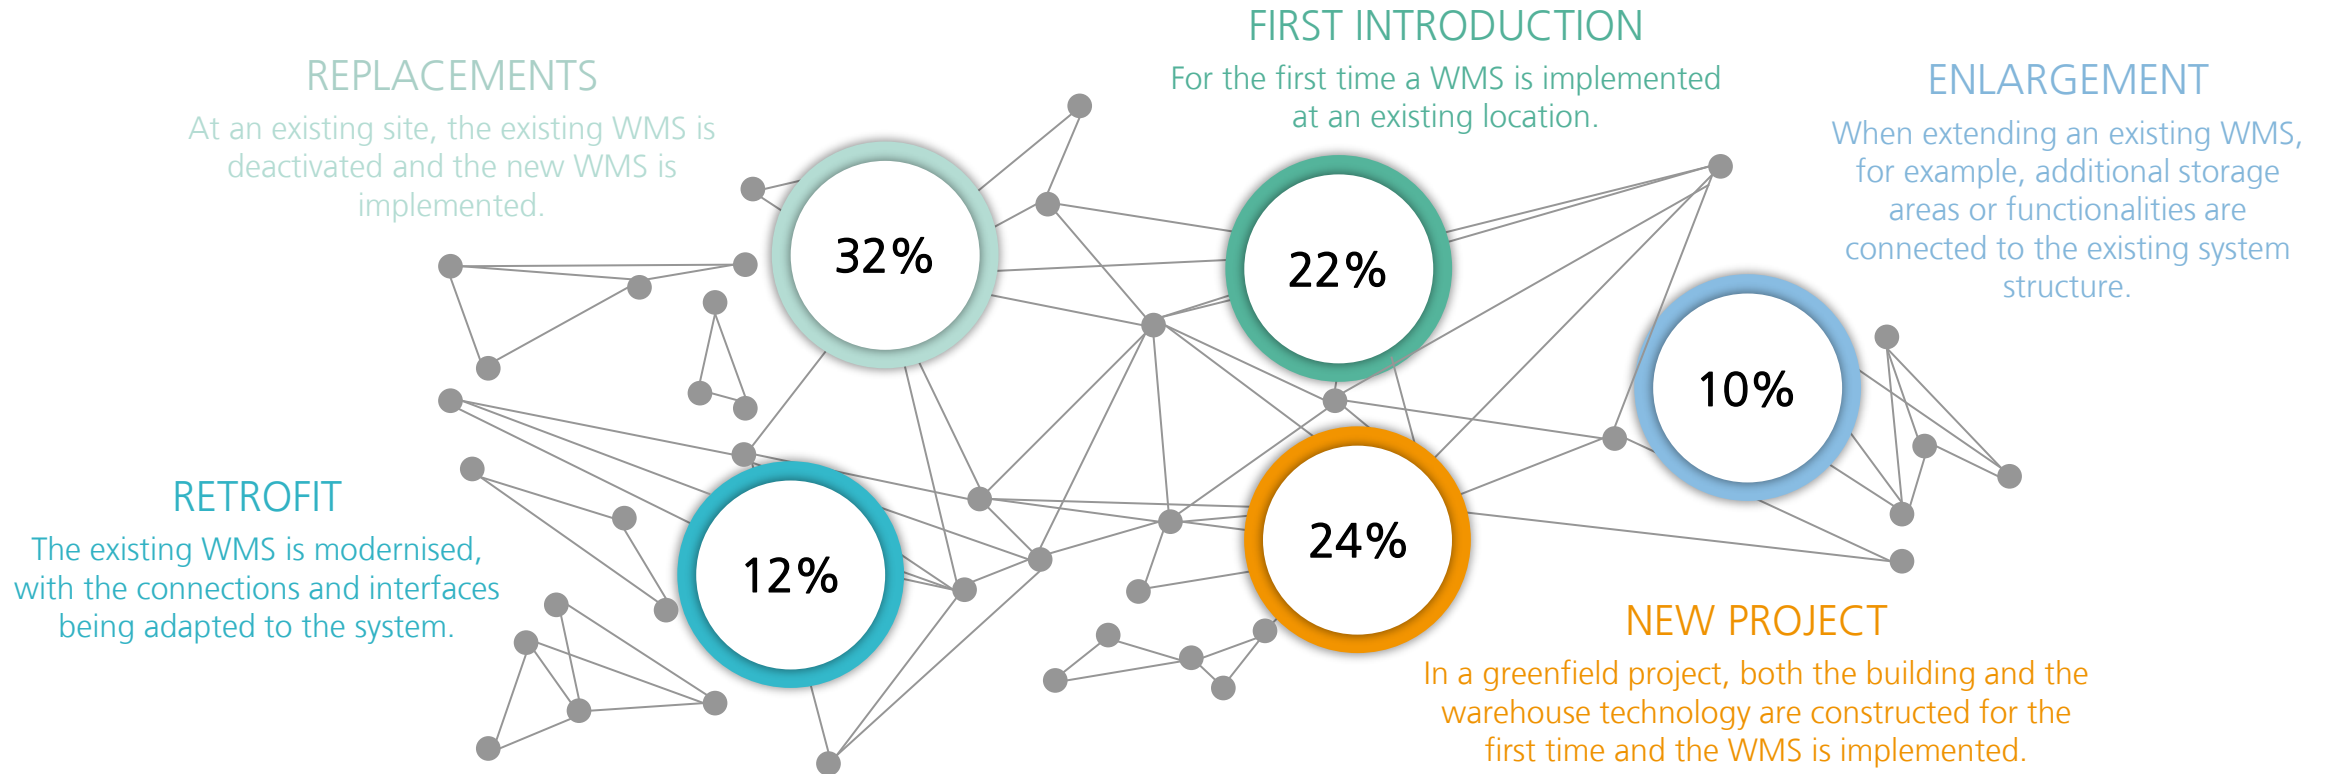 REPLACEMENTS
At an existing site, the existing WMS is
deactivated and the new WMS is
implemented.
32%
FIRST INTRODUCTION
For the first time a WMS is implemented
at an existing location.
22%
ENLARGEMENT
When extending an existing WMS,
for example, additional storage
areas or functionalities are
connected to the existing system
structure.
10%
RETROFIT
The existing WMS is modernised,
with the connections and interfaces
being adapted to the system.
12%
24%
NEW PROJECT
In a greenfield project, both the building and the
warehouse technology are constructed for the
first time and the WMS is implemented.